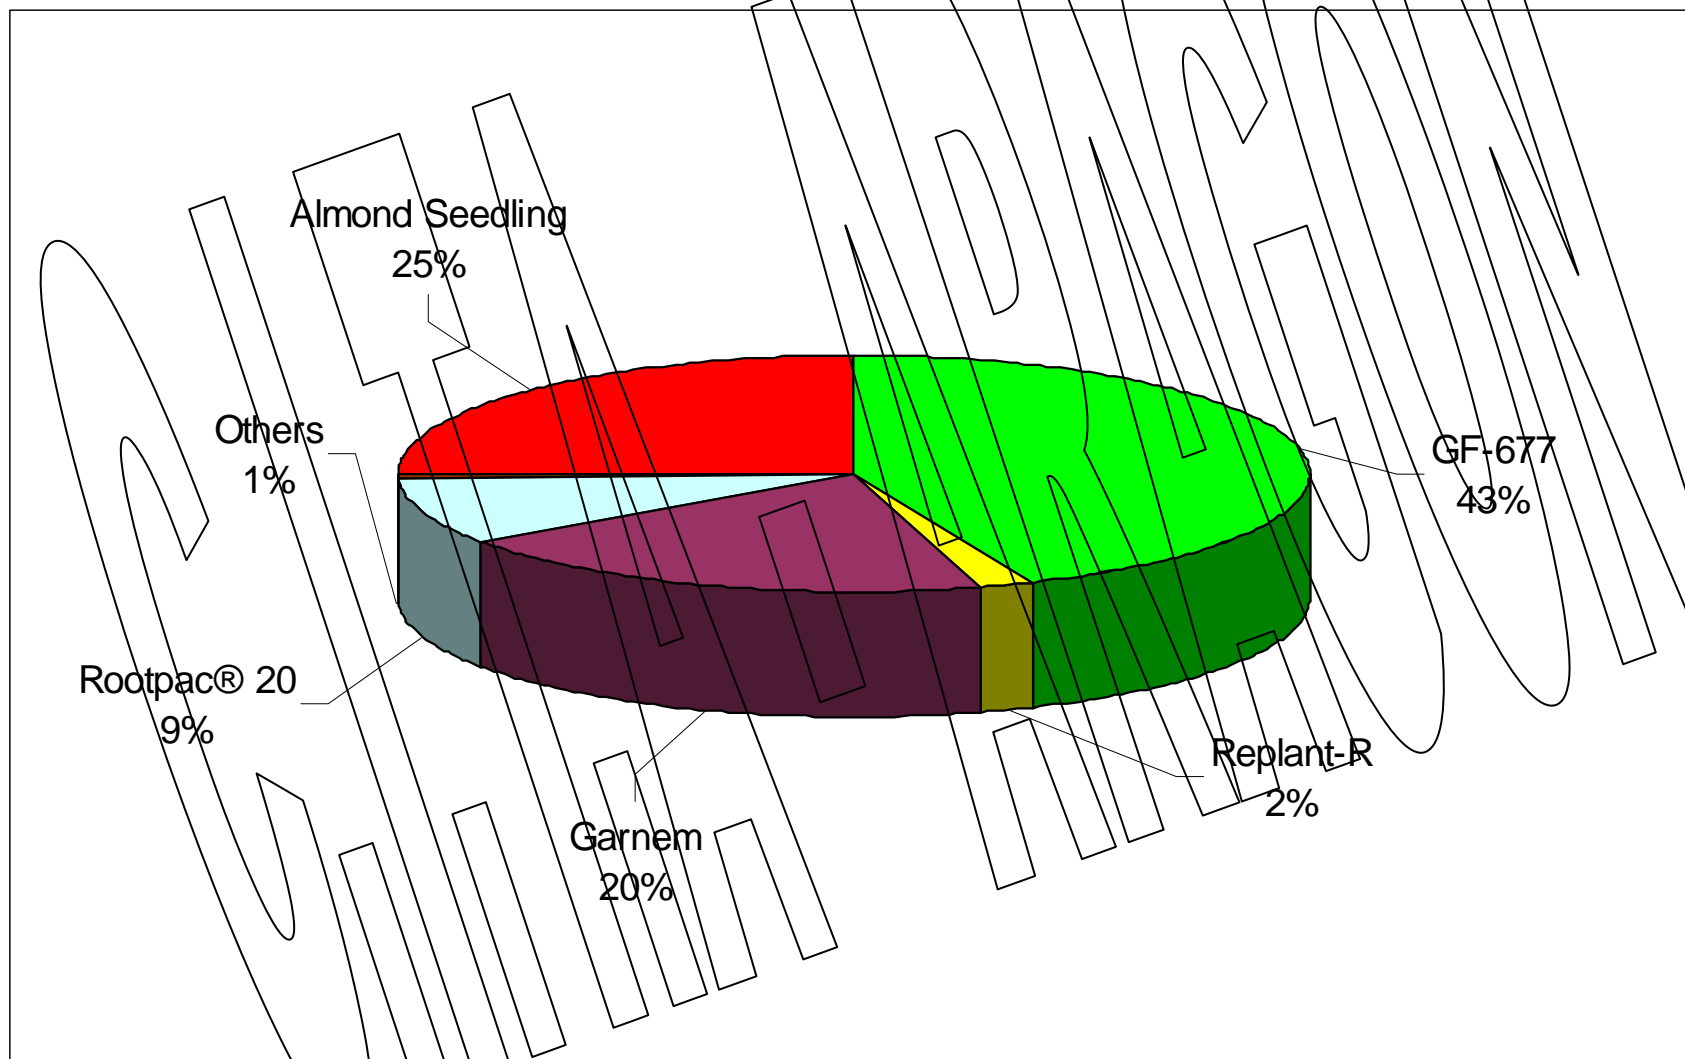 Almond Seedling
25%
Others
1%
GF-677
43%
Rootpac® 20
9%
Replant-R
2%
Garnem
20%